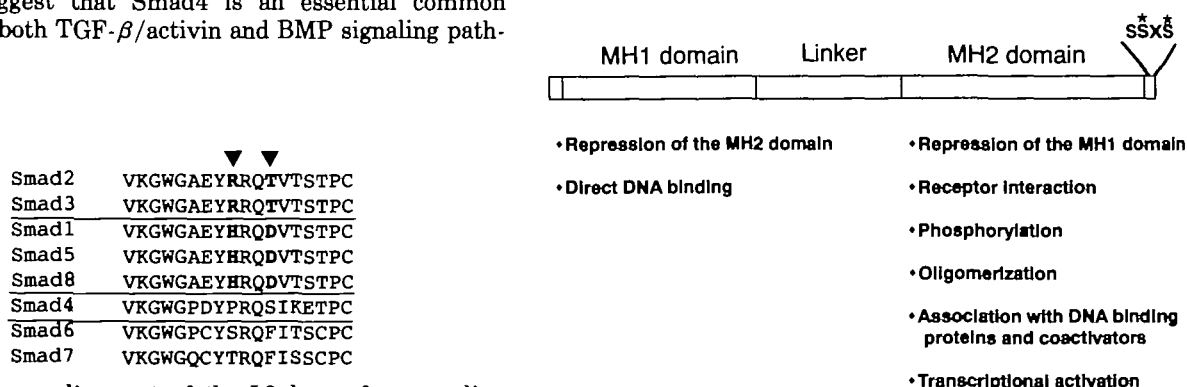 ggest that Smad4 is an essential common
both TGF-β/activin and BMP signaling path-
Smad2 VKGWGAEYRRQTVTSTPC
Smad3 VKGWGAEYRRQTVTSTPC
Smad1 VKGWGAEYHRQDVTSTPC
Smad5 VKGWGAEYHRQDVTSTPC
Smad8 VKGWGAEYHRQDVTSTPC
Smad4 VKGWGPDYPRQSIKETPC
Smad6 VKGWGPCYSRQFITSCPC
Smad7 VKGWGQCYTRQFISSCPC
SSXS
* *
MH1 domain Linker MH2 domain
•Repression of the MH2 domain
•Direct DNA binding
•Repression of the MH1 domain
•Receptor interaction
•Phosphorylation
•Oligomerization
•Association with DNA binding
proteins and coactivators
•Transcriptional activation